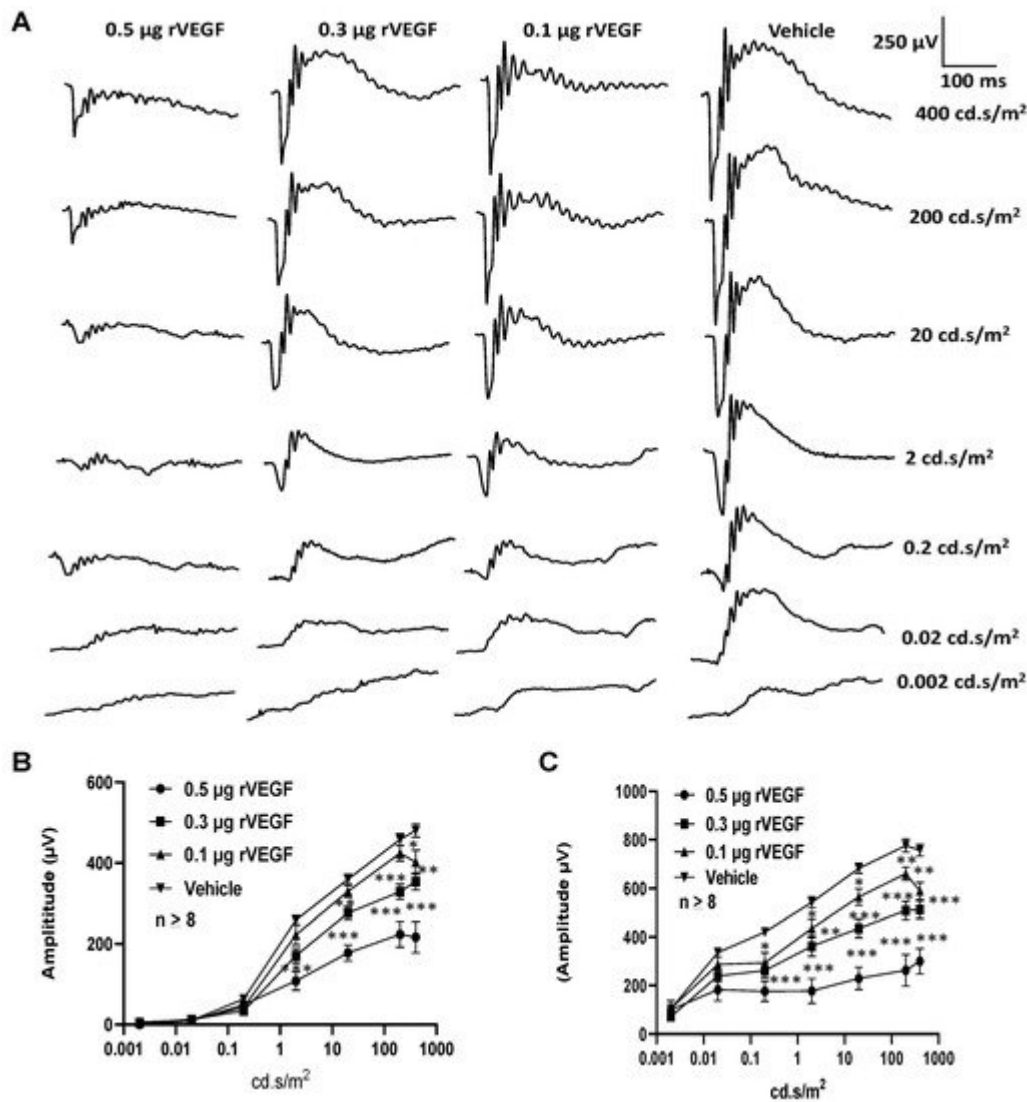 A
0.5 µg rVEGF
0.3 µg rVEGF
0.1 µg rVEGF
Vehicle
250 µV
100 ms
400 cd.s/m²
200 cd.s/m²
20 cd.s/m²
2 cd.s/m²
0.2 cd.s/m²
0.02 cd.s/m²
0.002 cd.s/m²
B
600
400
200
0
Amplititude (µV)
0.5 µg rVEGF
0.3 µg rVEGF
0.1 µg rVEGF
Vehicle
n ≥ 8
*
**
***
***
***
**
***
0.001 0.01 0.1 1 10 100 1000
cd.s/m²
C
1000
800
600
400
200
0
(Amplitude µV)
0.5 µg rVEGF
0.3 µg rVEGF
0.1 µg rVEGF
Vehicle
n ≥ 8
**
**
*
***
***
*
**
***
*
***
***
***
***
***
0.001 0.01 0.1 1 10 100 1000
cd.s/m²